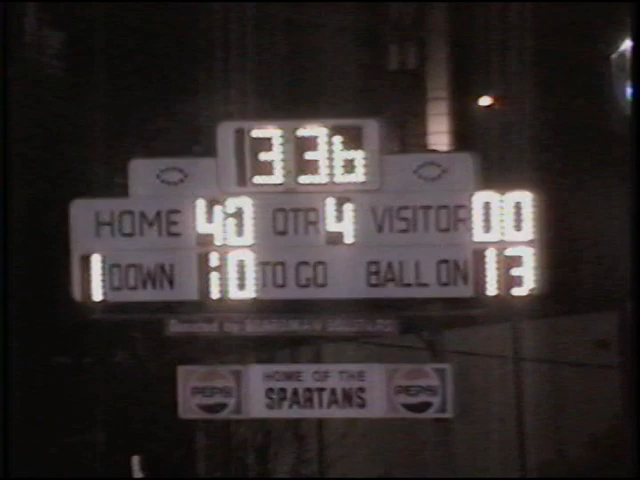 3 36
HOME 40 QTR 4 VISITOR 00
1 DOWN 10 TO GO BALL ON 13
PEPSI HOME OF THE PEPSI
SPARTANS